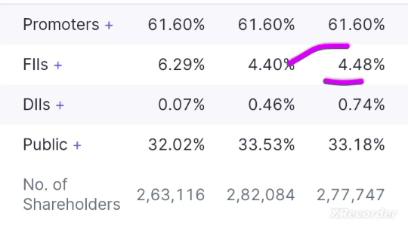 Promoters + 61.60% 61.60% 61.60%
FIIs + 6.29% 4.40% 4.48%
DIIs + 0.07% 0.46% 0.74%
Public + 32.02% 33.53% 33.18%
No. of
Shareholders 2,63,116 2,82,084 2,77,747
XRecorder